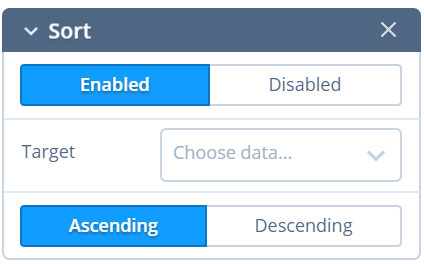 Sort
Enabled Disabled
Target Choose data...
Ascending Descending